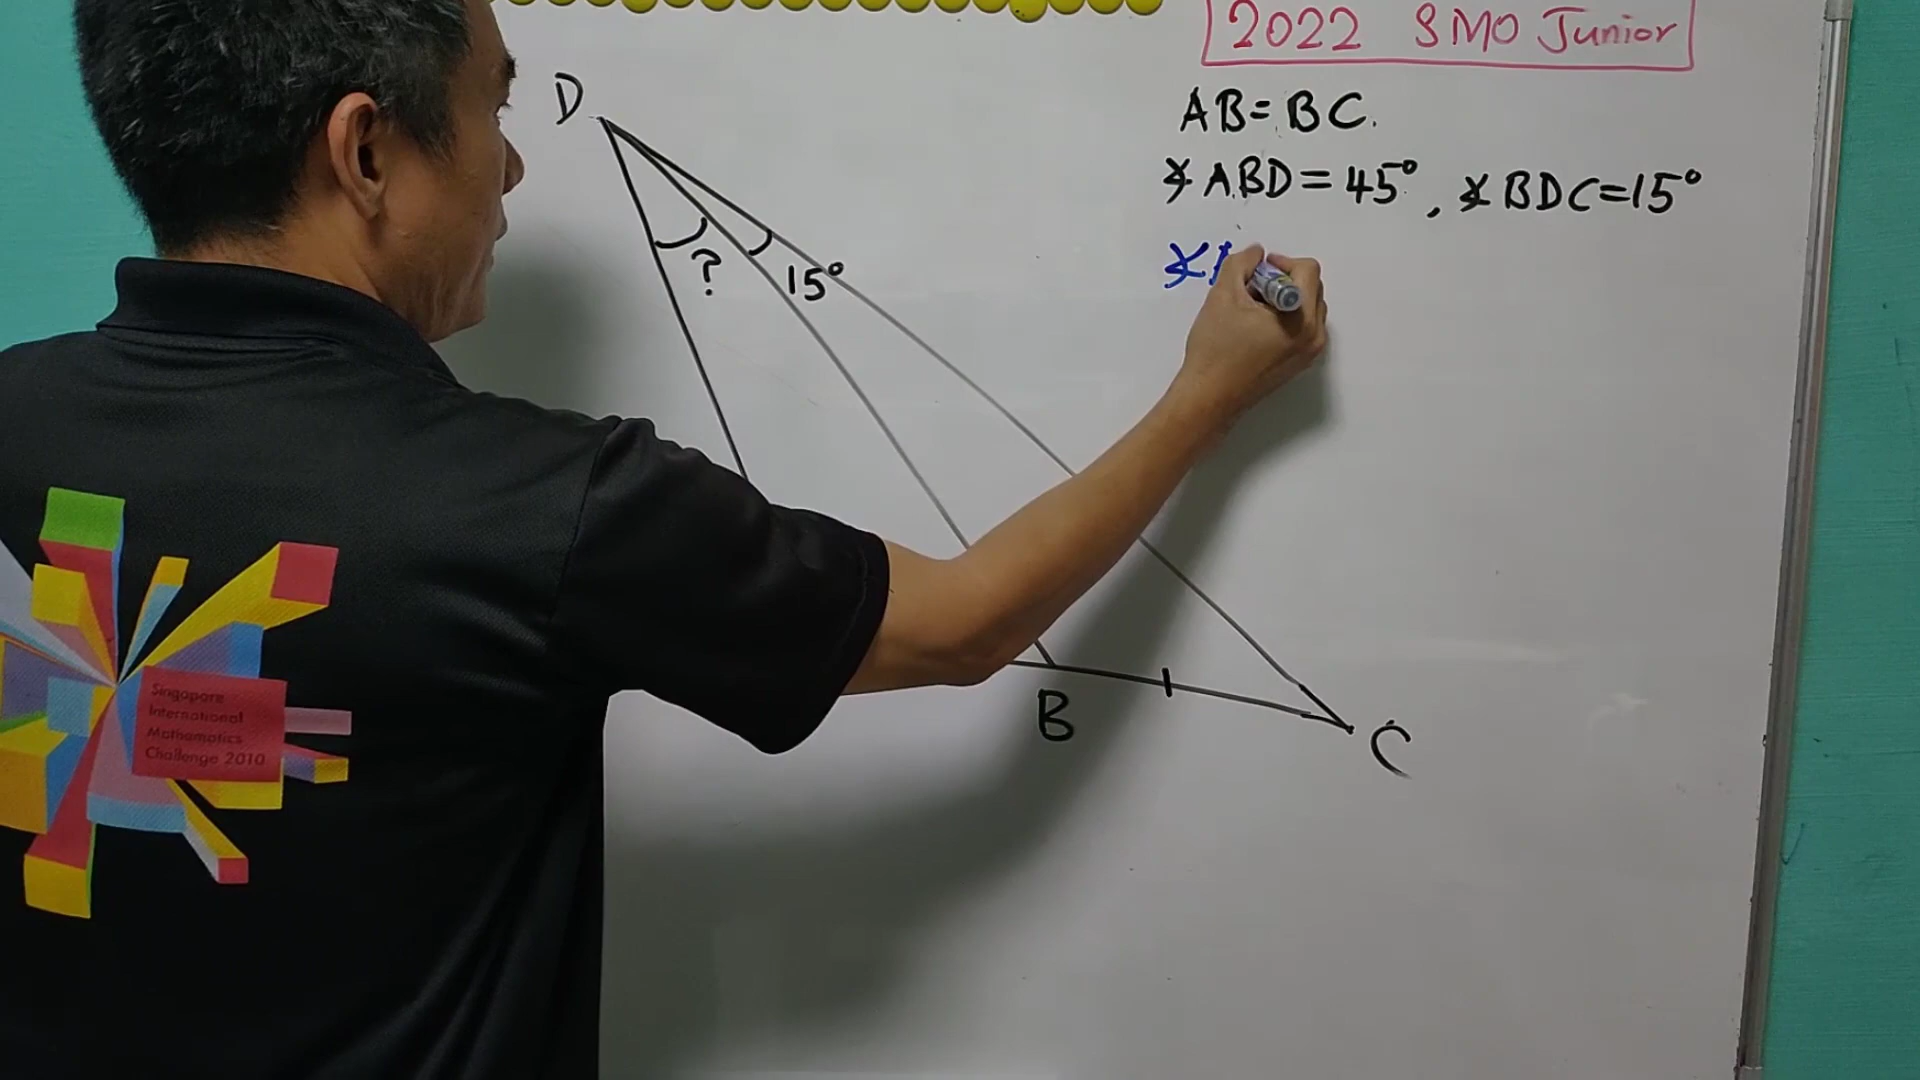 2022 SMO Junior
D
AB=BC.
∡ABD=45°, ∡BDC=15°
∡
?
15°
B
C
Singapore
International
Mathematics
Challenge 2010